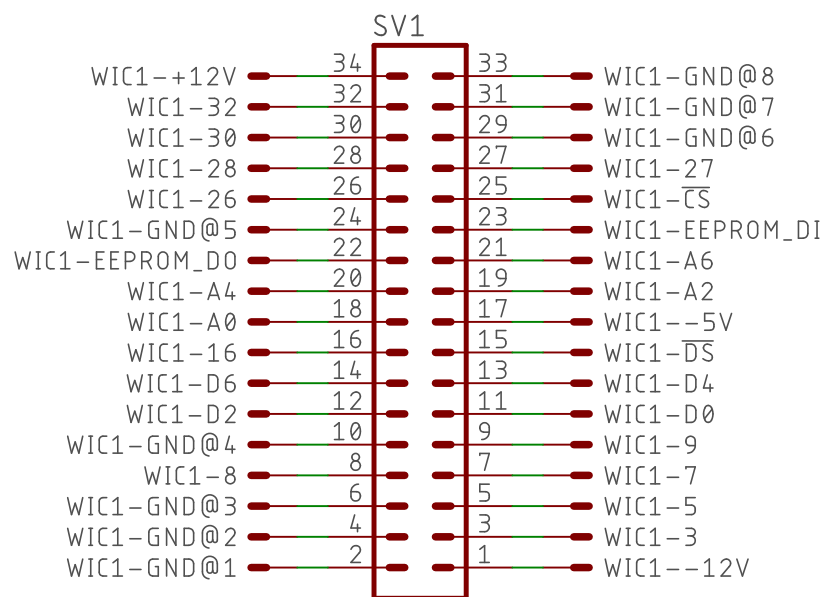 SV1
WIC1-+12V 34 33 WIC1-GND@8
WIC1-32 32 31 WIC1-GND@7
WIC1-30 30 29 WIC1-GND@6
WIC1-28 28 27 WIC1-27
WIC1-26 26 25 WIC1-C̅S̅
WIC1-GND@5 24 23 WIC1-EEPROM_DI
WIC1-EEPROM_DO 22 21 WIC1-A6
WIC1-A4 20 19 WIC1-A2
WIC1-A0 18 17 WIC1--5V
WIC1-16 16 15 WIC1-D̅S̅
WIC1-D6 14 13 WIC1-D4
WIC1-D2 12 11 WIC1-D0
WIC1-GND@4 10 9 WIC1-9
WIC1-8 8 7 WIC1-7
WIC1-GND@3 6 5 WIC1-5
WIC1-GND@2 4 3 WIC1-3
WIC1-GND@1 2 1 WIC1--12V